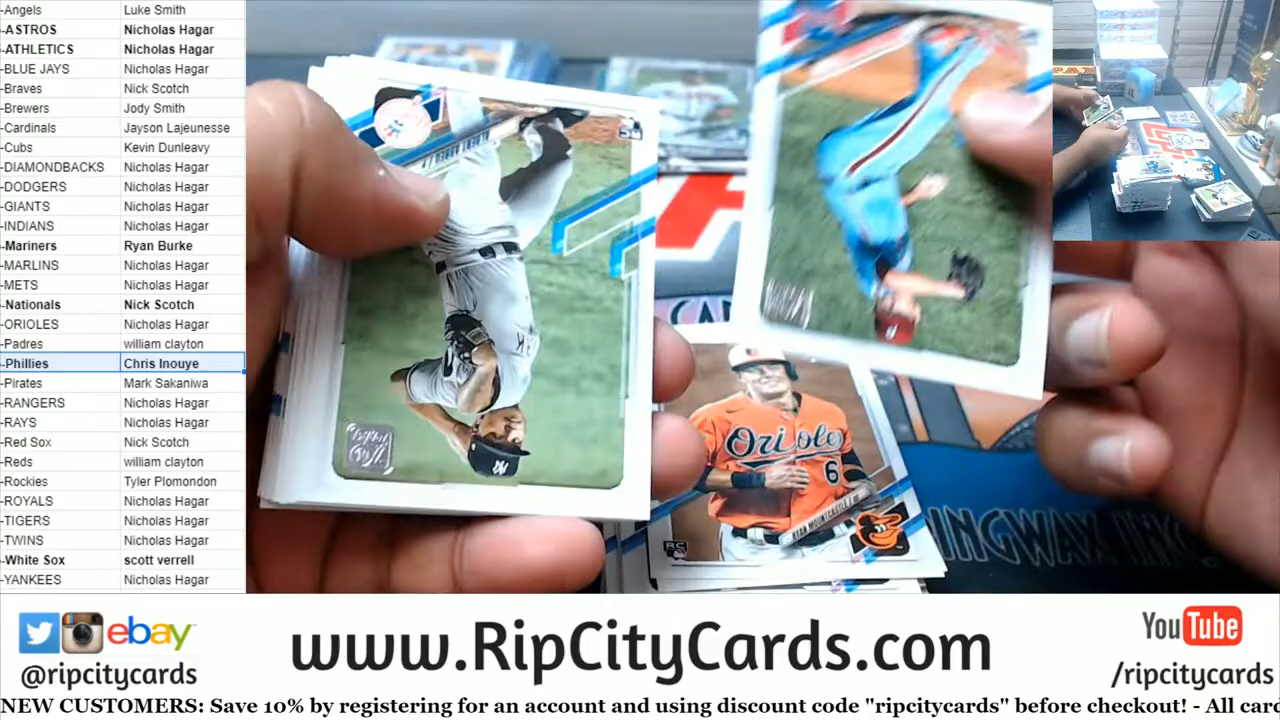 -Angels Luke Smith
-ASTROS Nicholas Hagar
-ATHLETICS Nicholas Hagar
-BLUE JAYS Nicholas Hagar
-Braves Nick Scotch
-Brewers Jody Smith
-Cardinals Jayson Lajeunesse
-Cubs Kevin Dunleavy
-DIAMONDBACKS Nicholas Hagar
-DODGERS Nicholas Hagar
-GIANTS Nicholas Hagar
-INDIANS Nicholas Hagar
-Mariners Ryan Burke
-MARLINS Nicholas Hagar
-METS Nicholas Hagar
-Nationals Nick Scotch
-ORIOLES Nicholas Hagar
-Padres william clayton
-Phillies Chris Inouye
-Pirates Mark Sakaniwa
-RANGERS Nicholas Hagar
-RAYS Nicholas Hagar
-Red Sox Nick Scotch
-Reds william clayton
-Rockies Tyler Plomondon
-ROYALS Nicholas Hagar
-TIGERS Nicholas Hagar
-TWINS Nicholas Hagar
-White Sox scott verrell
-YANKEES Nicholas Hagar
Orioles
6
RYAN MOUNTCASTLE
RC
INGWAX INC
ebay
@ripcitycards
www.RipCityCards.com
YouTube
/ripcitycards
NEW CUSTOMERS: Save 10% by registering for an account and using discount code "ripcitycards" before checkout! - All card